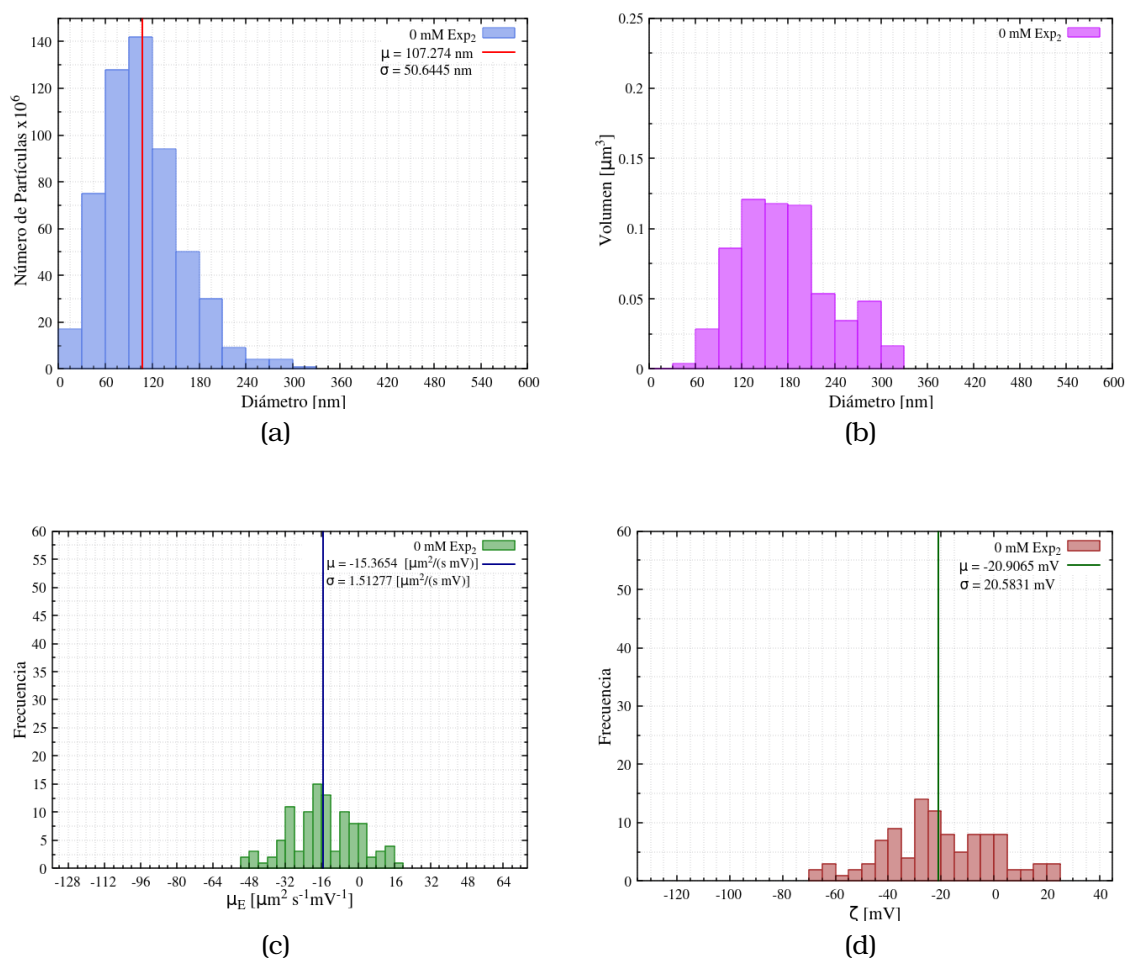 0 mM Exp2
μ = 107.274 nm
σ = 50.6445 nm
Número de Partículas x10^6
140
120
100
80
60
40
20
0
0 60 120 180 240 300 360 420 480 540 600
Diámetro [nm]
(a)
0 mM Exp2
Volumen [μm^3]
0.25
0.2
0.15
0.1
0.05
0
0 60 120 180 240 300 360 420 480 540 600
Diámetro [nm]
(b)
0 mM Exp2
μ = -15.3654 [μm^2/(s mV)]
σ = 1.51277 [μm^2/(s mV)]
Frecuencia
60
55
50
45
40
35
30
25
20
15
10
5
0
-128 -112 -96 -80 -64 -48 -32 -16 0 16 32 48 64
μE [μm^2 s^-1mV^-1]
(c)
0 mM Exp2
μ = -20.9065 mV
σ = 20.5831 mV
Frecuencia
60
50
40
30
20
10
0
-120 -100 -80 -60 -40 -20 0 20 40
ζ [mV]
(d)